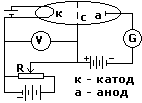 к с а
V
G
R
+ -
к - катод
а - анод
- +